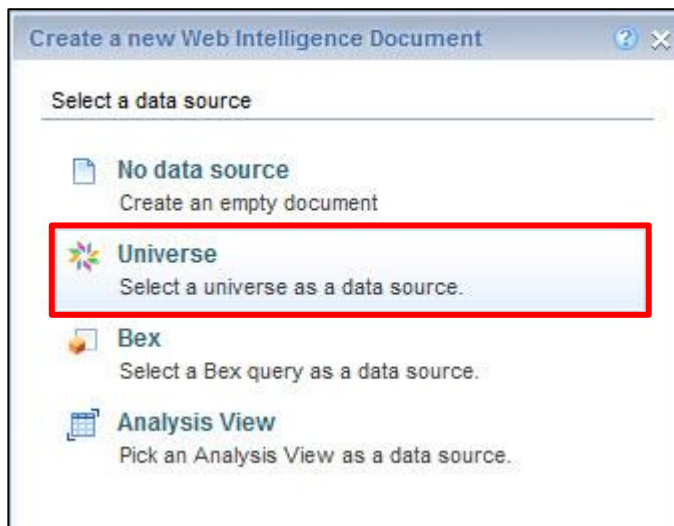 Create a new Web Intelligence Document
Select a data source
No data source
Create an empty document
Universe
Select a universe as a data source.
Bex
Select a Bex query as a data source.
Analysis View
Pick an Analysis View as a data source.